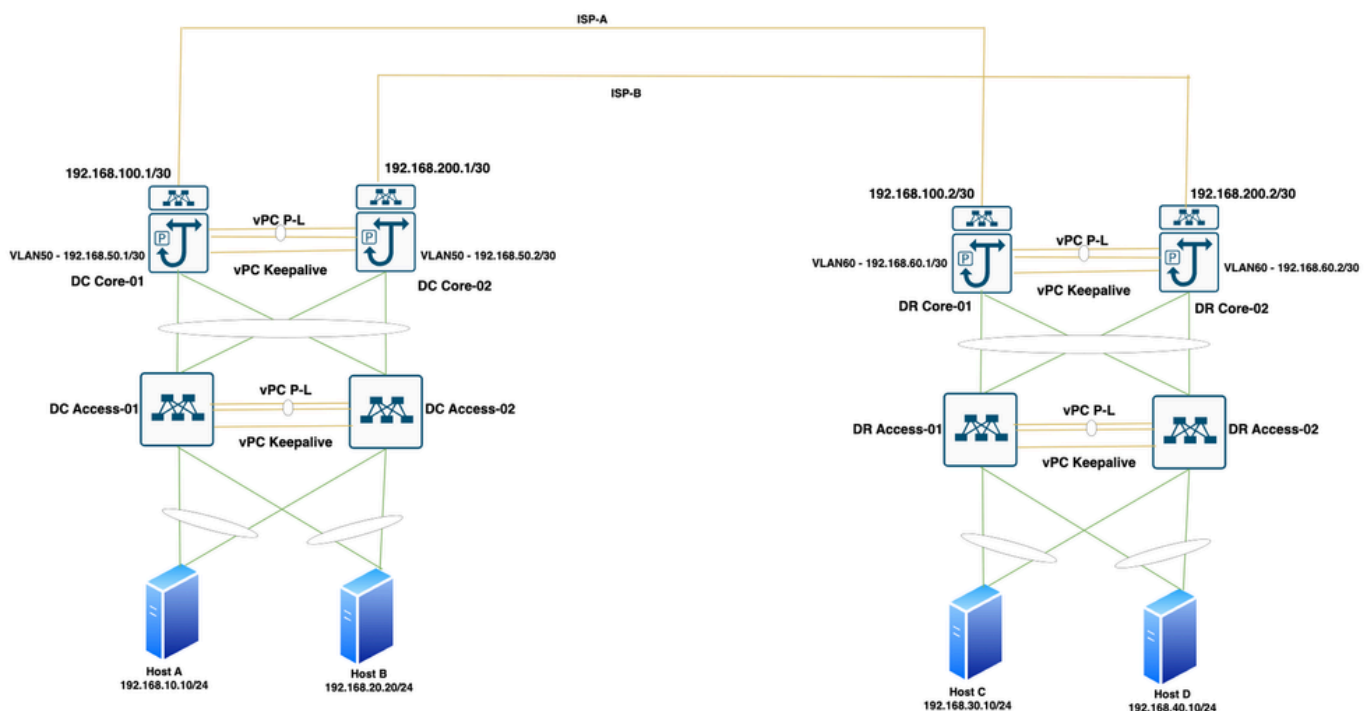 ISP-A
ISP-B
192.168.100.1/30
192.168.200.1/30
192.168.100.2/30
192.168.200.2/30
vPC P-L
P
P
VLAN50 - 192.168.50.1/30
VLAN50 - 192.168.50.2/30
vPC Keepalive
DC Core-01
DC Core-02
vPC P-L
P
P
VLAN60 - 192.168.60.1/30
VLAN60 - 192.168.60.2/30
vPC Keepalive
DR Core-01
DR Core-02
vPC P-L
DC Access-01
DC Access-02
vPC Keepalive
vPC P-L
DR Access-01
DR Access-02
vPC Keepalive
Host A
192.168.10.10/24
Host B
192.168.20.20/24
Host C
192.168.30.10/24
Host D
192.168.40.10/24